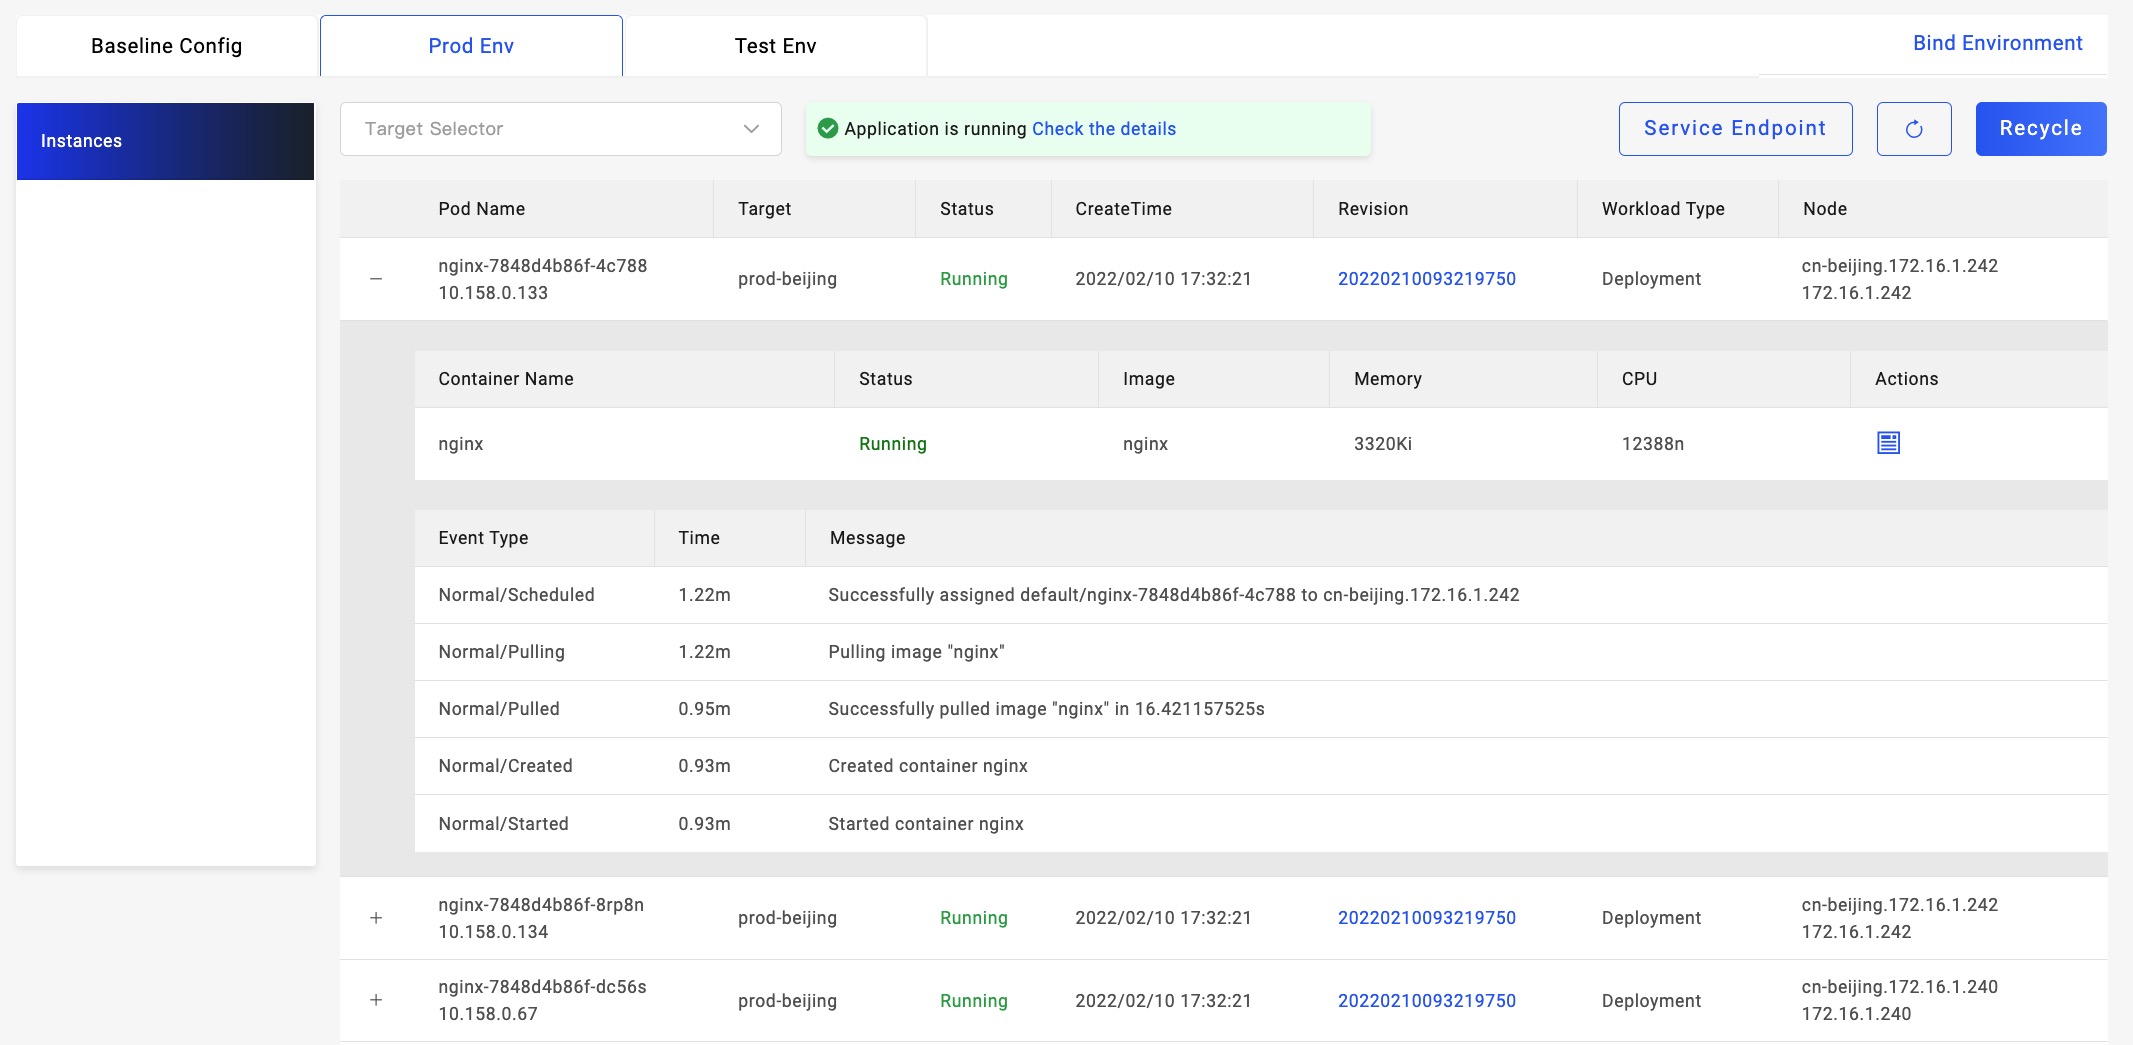 Baseline Config
Prod Env
Test Env
Bind Environment
Instances
Target Selector
Application is running Check the details
Service Endpoint
Recycle
Pod Name Target Status CreateTime Revision Workload Type Node
nginx-7848d4b86f-4c788
10.158.0.133
prod-beijing
Running
2022/02/10 17:32:21
20220210093219750
Deployment
cn-beijing.172.16.1.242
172.16.1.242
Container Name Status Image Memory CPU Actions
nginx Running nginx 3320Ki 12388n
Event Type Time Message
Normal/Scheduled 1.22m Successfully assigned default/nginx-7848d4b86f-4c788 to cn-beijing.172.16.1.242
Normal/Pulling 1.22m Pulling image "nginx"
Normal/Pulled 0.95m Successfully pulled image "nginx" in 16.421157525s
Normal/Created 0.93m Created container nginx
Normal/Started 0.93m Started container nginx
nginx-7848d4b86f-8rp8n
10.158.0.134
prod-beijing
Running
2022/02/10 17:32:21
20220210093219750
Deployment
cn-beijing.172.16.1.242
172.16.1.242
nginx-7848d4b86f-dc56s
10.158.0.67
prod-beijing
Running
2022/02/10 17:32:21
20220210093219750
Deployment
cn-beijing.172.16.1.240
172.16.1.240